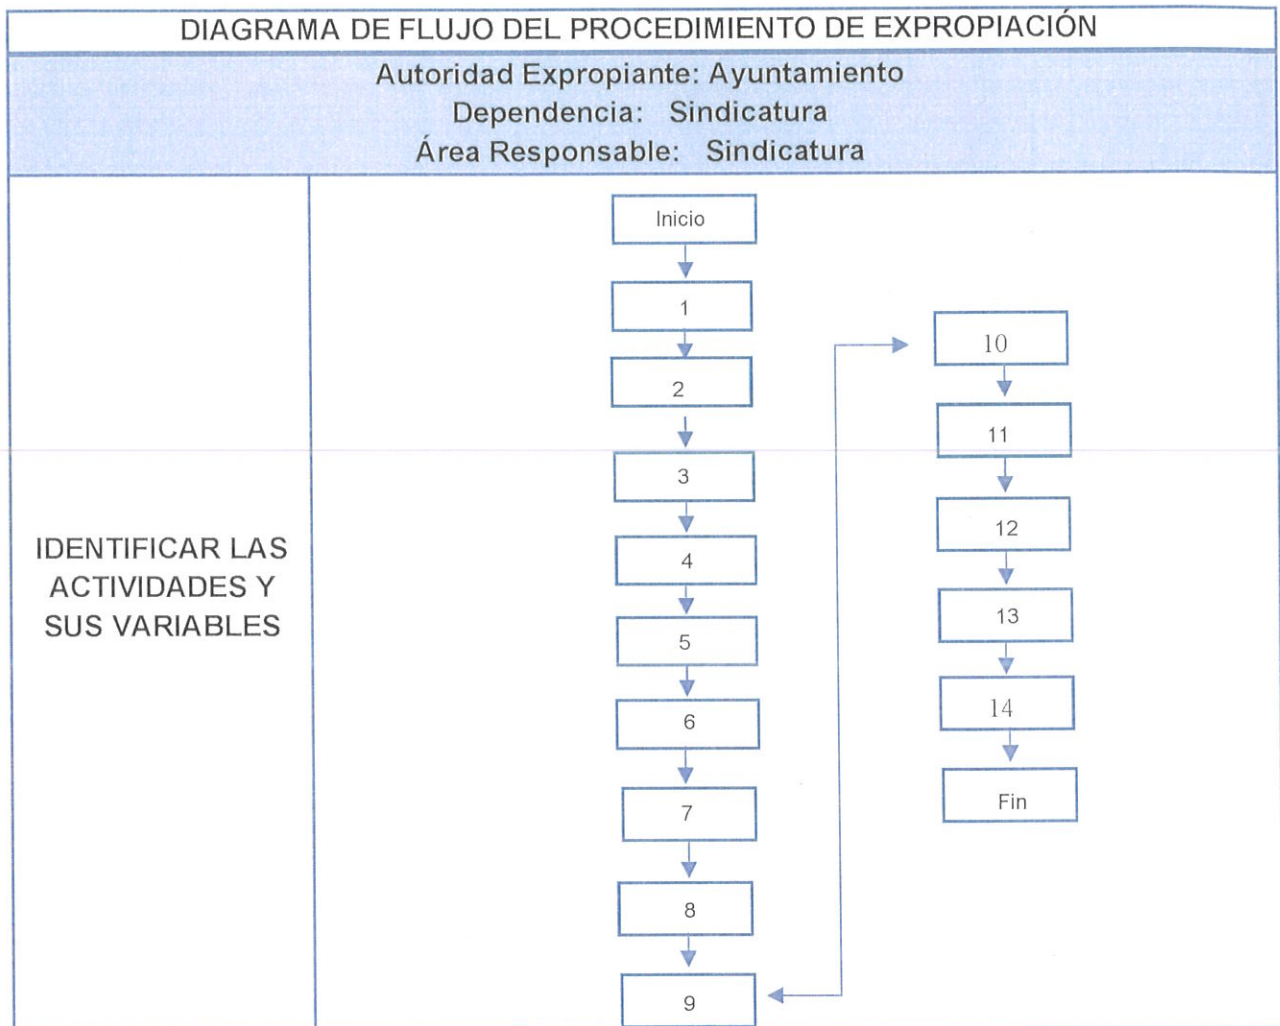 DIAGRAMA DE FLUJO DEL PROCEDIMIENTO DE EXPROPIACIÓN
Autoridad Expropiante: Ayuntamiento
Dependencia: Sindicatura
Área Responsable: Sindicatura
IDENTIFICAR LAS
ACTIVIDADES Y
SUS VARIABLES
Inicio
1
2
3
4
5
6
7
8
9
10
11
12
13
14
Fin